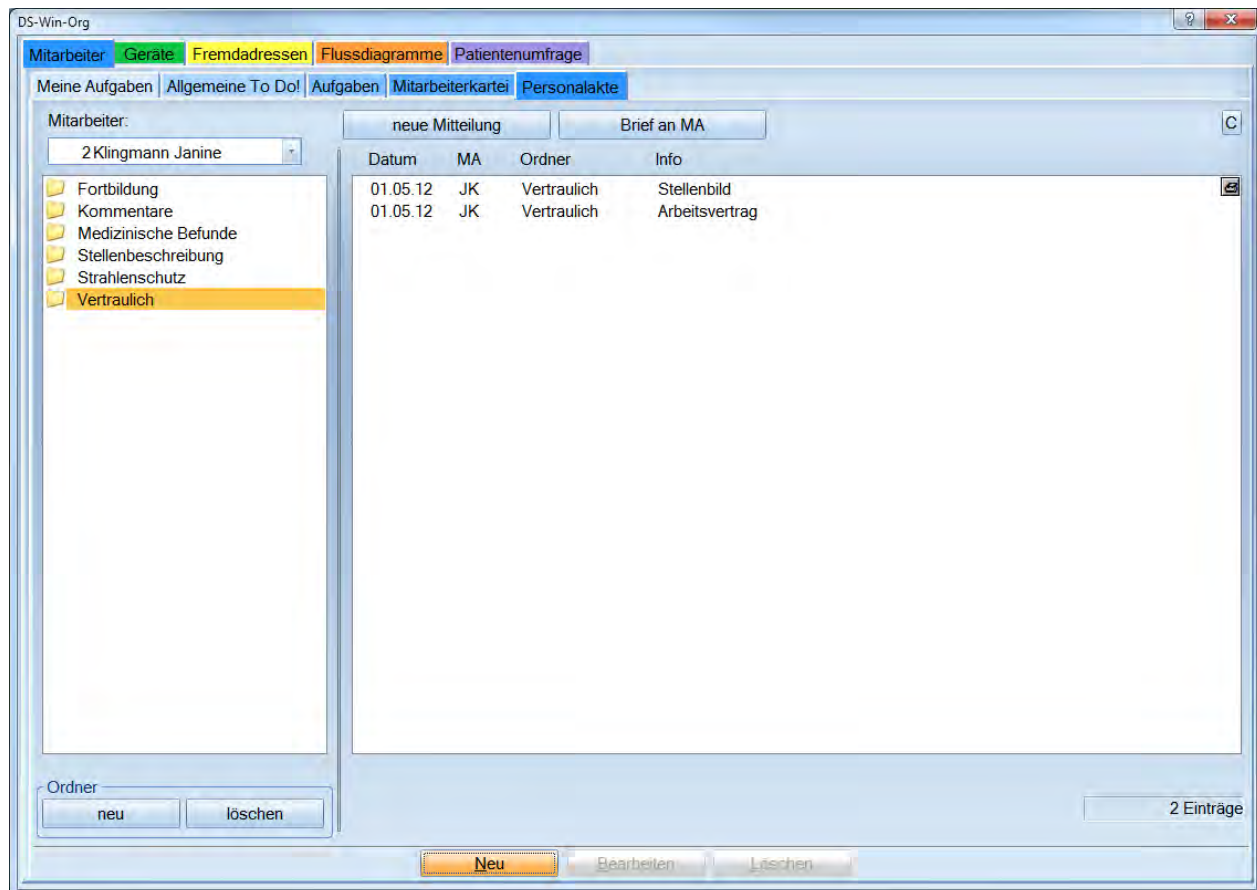 DS-Win-Org
Mitarbeiter Geräte Fremdadressen Flussdiagramme Patientenumfrage
Meine Aufgaben Allgemeine To Do! Aufgaben Mitarbeiterkartei Personalakte
Mitarbeiter:
2 Klingmann Janine
Fortbildung
Kommentare
Medizinische Befunde
Stellenbeschreibung
Strahlenschutz
Vertraulich
Ordner
neu löschen
neue Mitteilung Brief an MA C
Datum MA Ordner Info
01.05.12 JK Vertraulich Stellenbild
01.05.12 JK Vertraulich Arbeitsvertrag
2 Einträge
Neu Bearbeiten Löschen